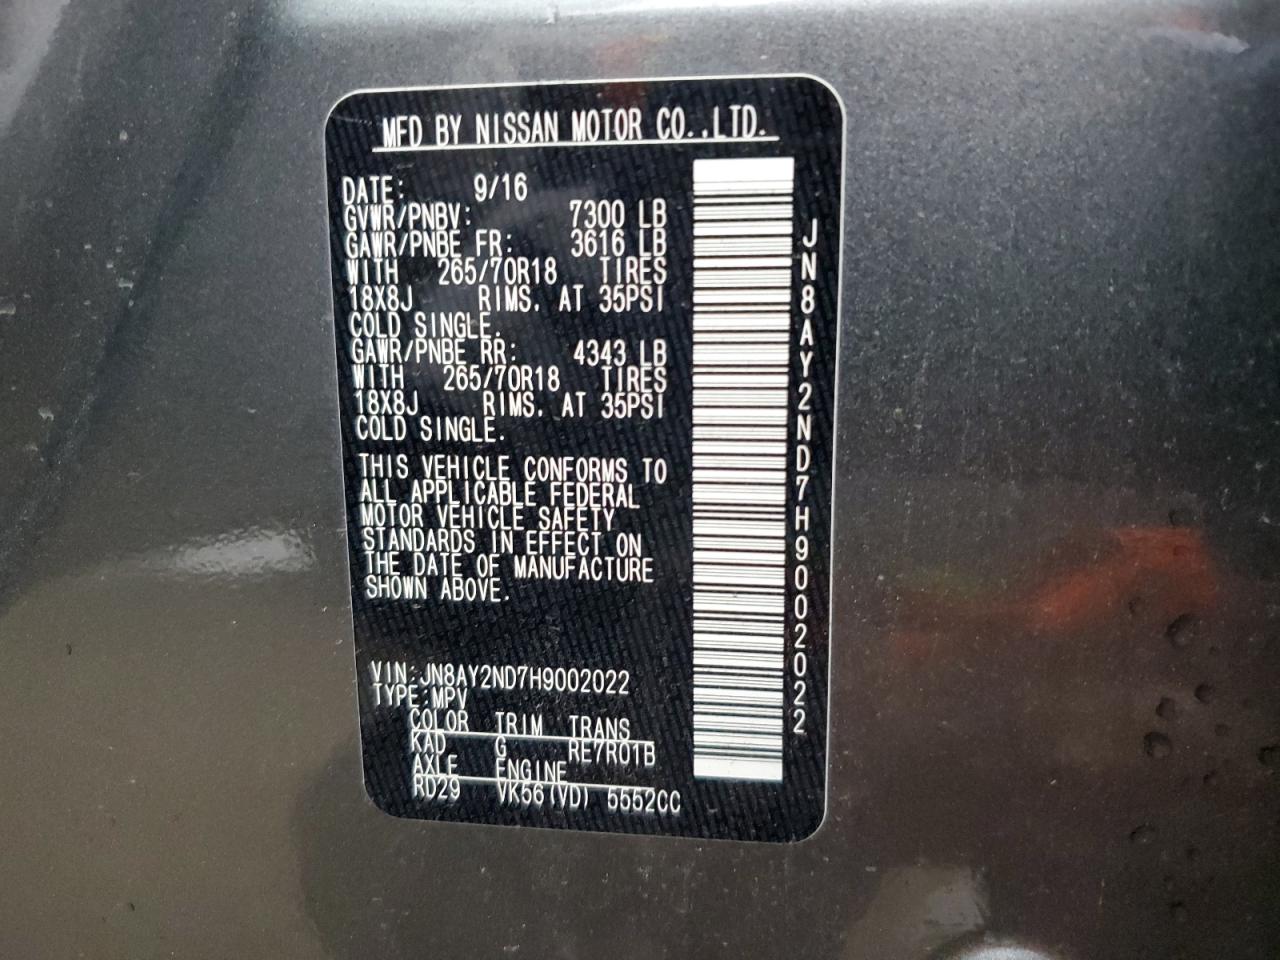 MFD BY NISSAN MOTOR CO.,LTD.
DATE: 9/16
GVWR/PNBV: 7300 LB
GAWR/PNBE FR: 3616 LB
WITH 265/70R18 TIRES
18X8J RIMS. AT 35PSI
COLD SINGLE.
GAWR/PNBE RR: 4343 LB
WITH 265/70R18 TIRES
18X8J RIMS. AT 35PSI
COLD SINGLE.
THIS VEHICLE CONFORMS TO
ALL APPLICABLE FEDERAL
MOTOR VEHICLE SAFETY
STANDARDS IN EFFECT ON
THE DATE OF MANUFACTURE
SHOWN ABOVE.
VIN:JN8AY2ND7H9002022
TYPE:MPV
COLOR TRIM TRANS
KAD G RE7R01B
AXLE ENGINE
RD29 VK56(VD) 5552CC
JN8AY2ND7H9002022